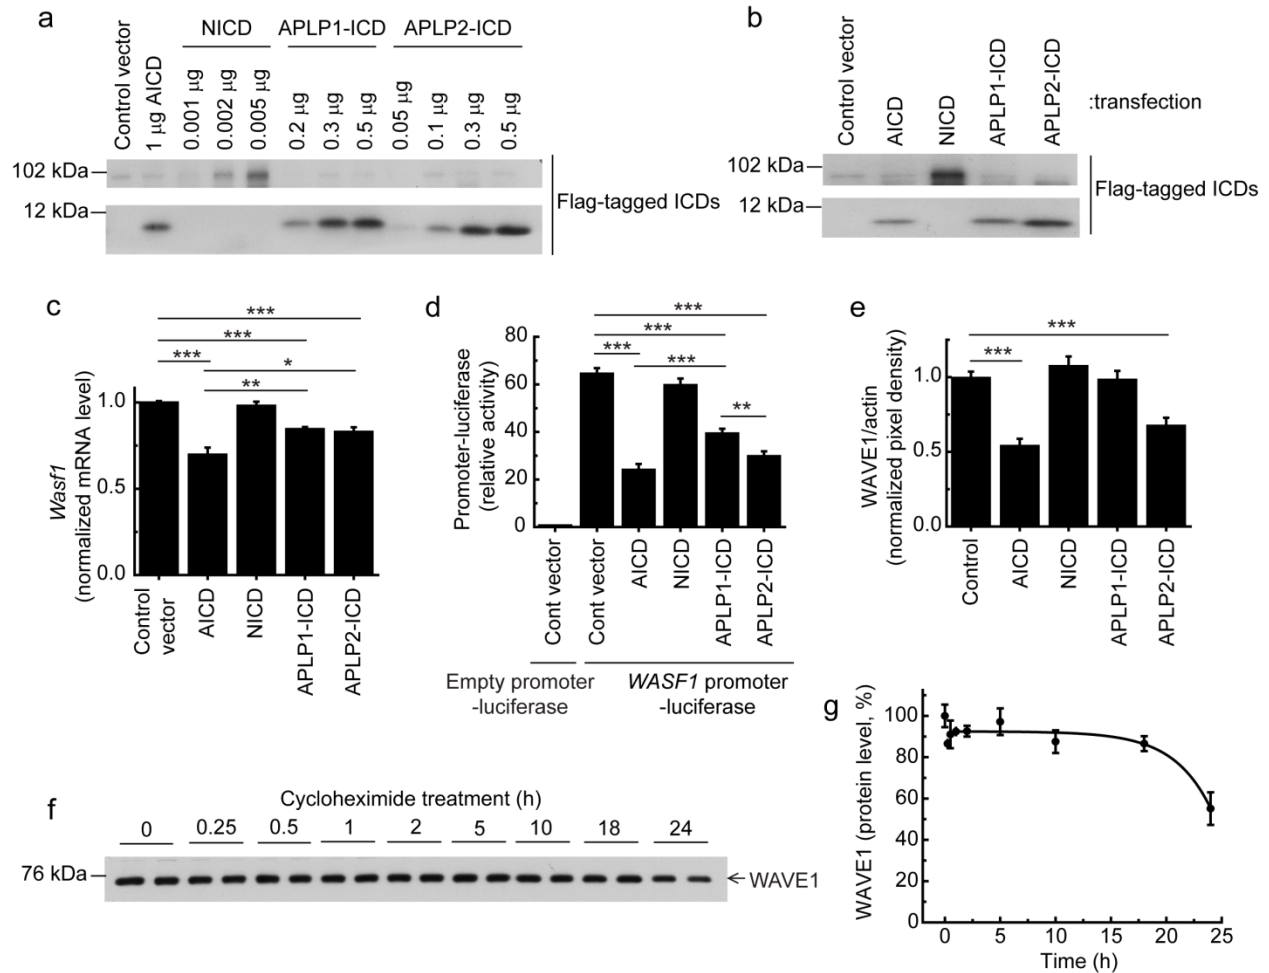 a
NICD APLP1-ICD APLP2-ICD
Control vector
1 µg AICD
0.001 µg
0.002 µg
0.005 µg
0.2 µg
0.3 µg
0.5 µg
0.05 µg
0.1 µg
0.3 µg
0.5 µg
102 kDa
12 kDa
Flag-tagged ICDs
b
Control vector
AICD
NICD
APLP1-ICD
APLP2-ICD
:transfection
102 kDa
12 kDa
Flag-tagged ICDs
c
***
***
*** *
**
Wasf1
(normalized mRNA level)
1.0
0.5
0.0
Control
vector
AICD
NICD
APLP1-ICD
APLP2-ICD
d
***
***
*** ***
**
Promoter-luciferase
(relative activity)
80
60
40
20
0
Cont vector
Cont vector
AICD
NICD
APLP1-ICD
APLP2-ICD
Empty promoter
-luciferase
WASF1 promoter
-luciferase
e
***
***
WAVE1/actin
(normalized pixel density)
1.0
0.5
0.0
Control
AICD
NICD
APLP1-ICD
APLP2-ICD
f
Cycloheximide treatment (h)
0 0.25 0.5 1 2 5 10 18 24
76 kDa
WAVE1
g
WAVE1 (protein level, %)
100
80
60
40
20
0
0 5 10 15 20 25
Time (h)